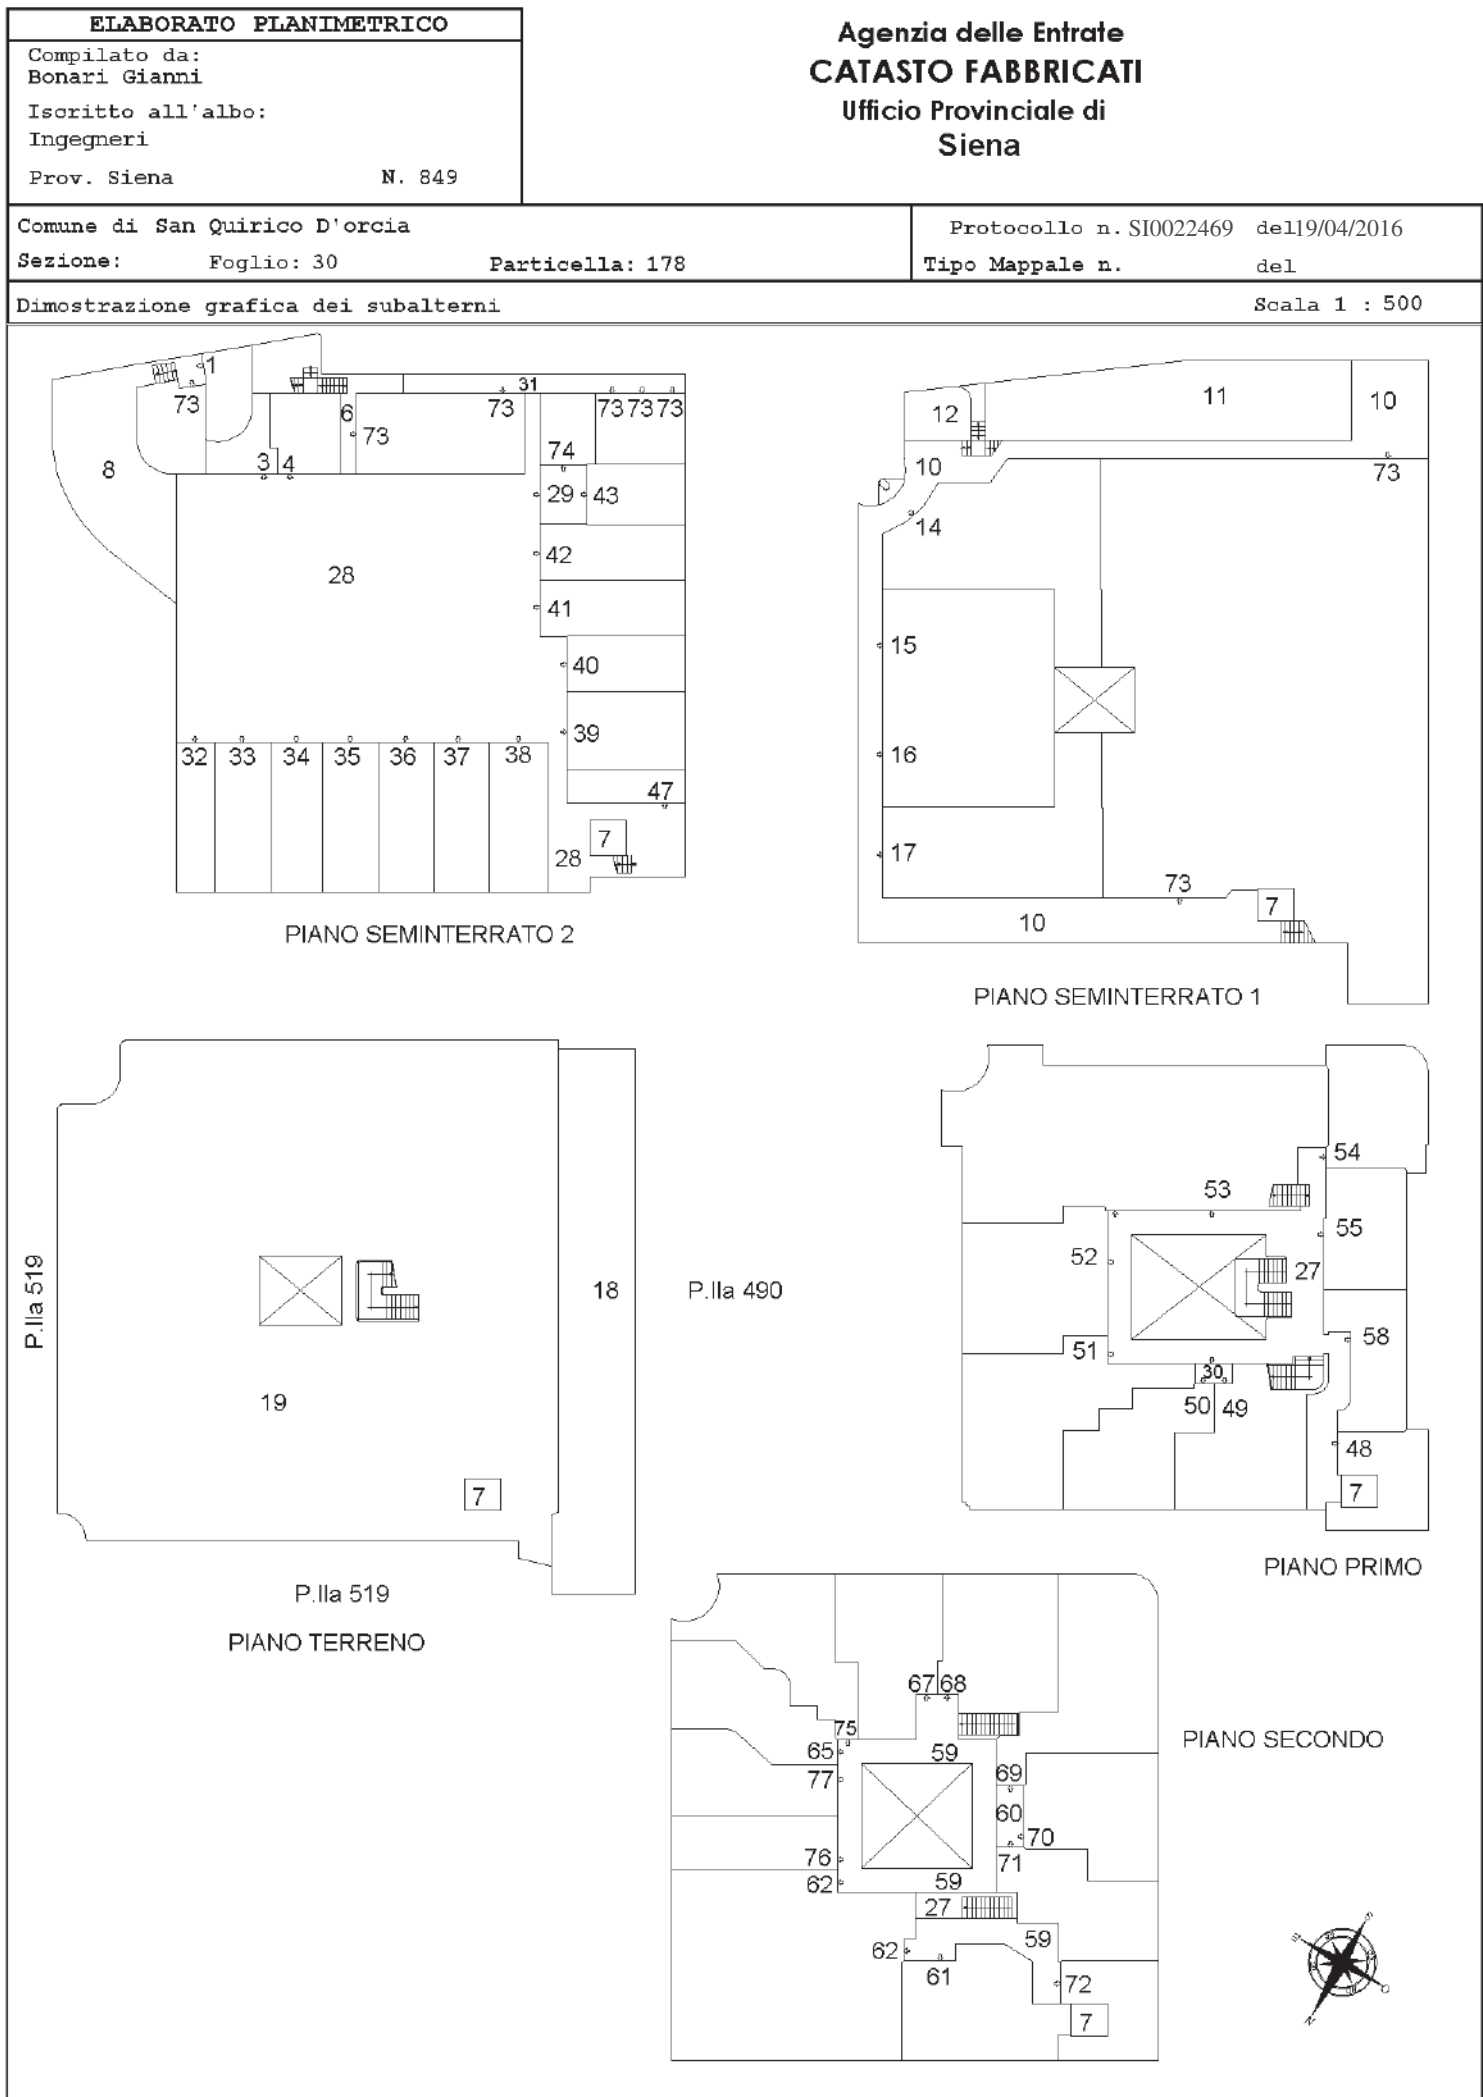 ELABORATO PLANIMETRICO
Compilato da:
Bonari Gianni
Iscritto all'albo:
Ingegneri
Prov. Siena N. 849
Agenzia delle Entrate
CATASTO FABBRICATI
Ufficio Provinciale di
Siena
Comune di San Quirico D'orcia
Sezione: Foglio: 30 Particella: 178
Protocollo n. SI0022469 del 19/04/2016
Tipo Mappale n. del
Dimostrazione grafica dei subalterni Scala 1 : 500
1
31
73 6 73 73 73 73
73
74
8 3 4 29 43
42
28
41
40
39
32 33 34 35 36 37 38
47
7
28
PIANO SEMINTERRATO 2
11
12 10
10 73
14
15
16
17
73
7
10
PIANO SEMINTERRATO 1
P.lla 519
18
P.lla 490
19
7
P.lla 519
PIANO TERRENO
54
53
55
52 27
58
51
30
50 49
48
7
PIANO PRIMO
67 68
75
65 59
77 69
60
70
76 71
62 59
27
62 59
61 72
7
PIANO SECONDO
N